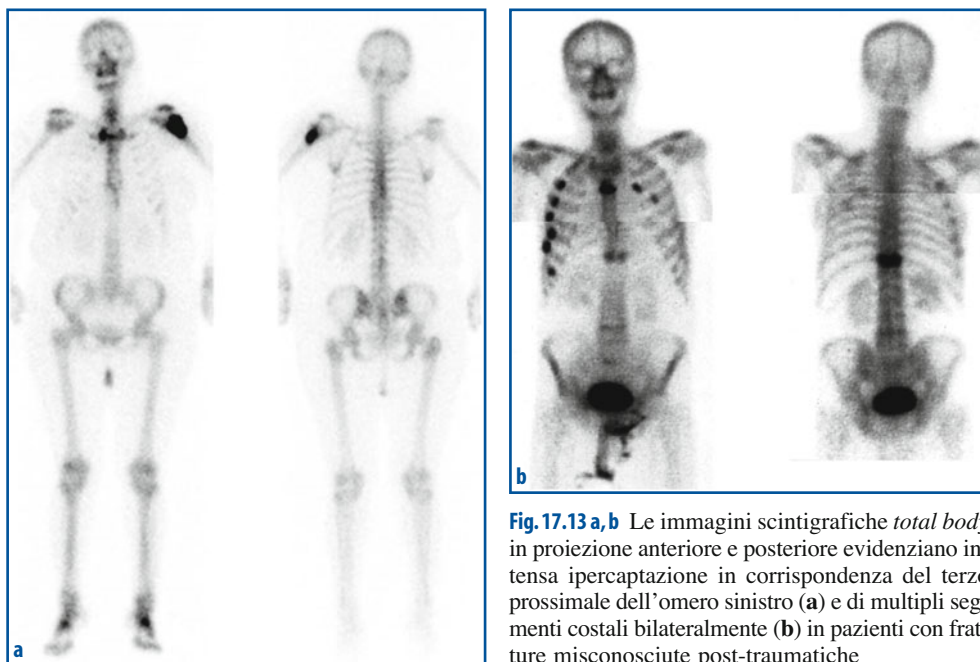 a
b
Fig. 17.13 a, b Le immagini scintigrafiche total body
in proiezione anteriore e posteriore evidenziano in-
tensa ipercaptazione in corrispondenza del terzo
prossimale dell'omero sinistro (a) e di multipli seg-
menti costali bilateralmente (b) in pazienti con frat-
ture misconosciute post-traumatiche